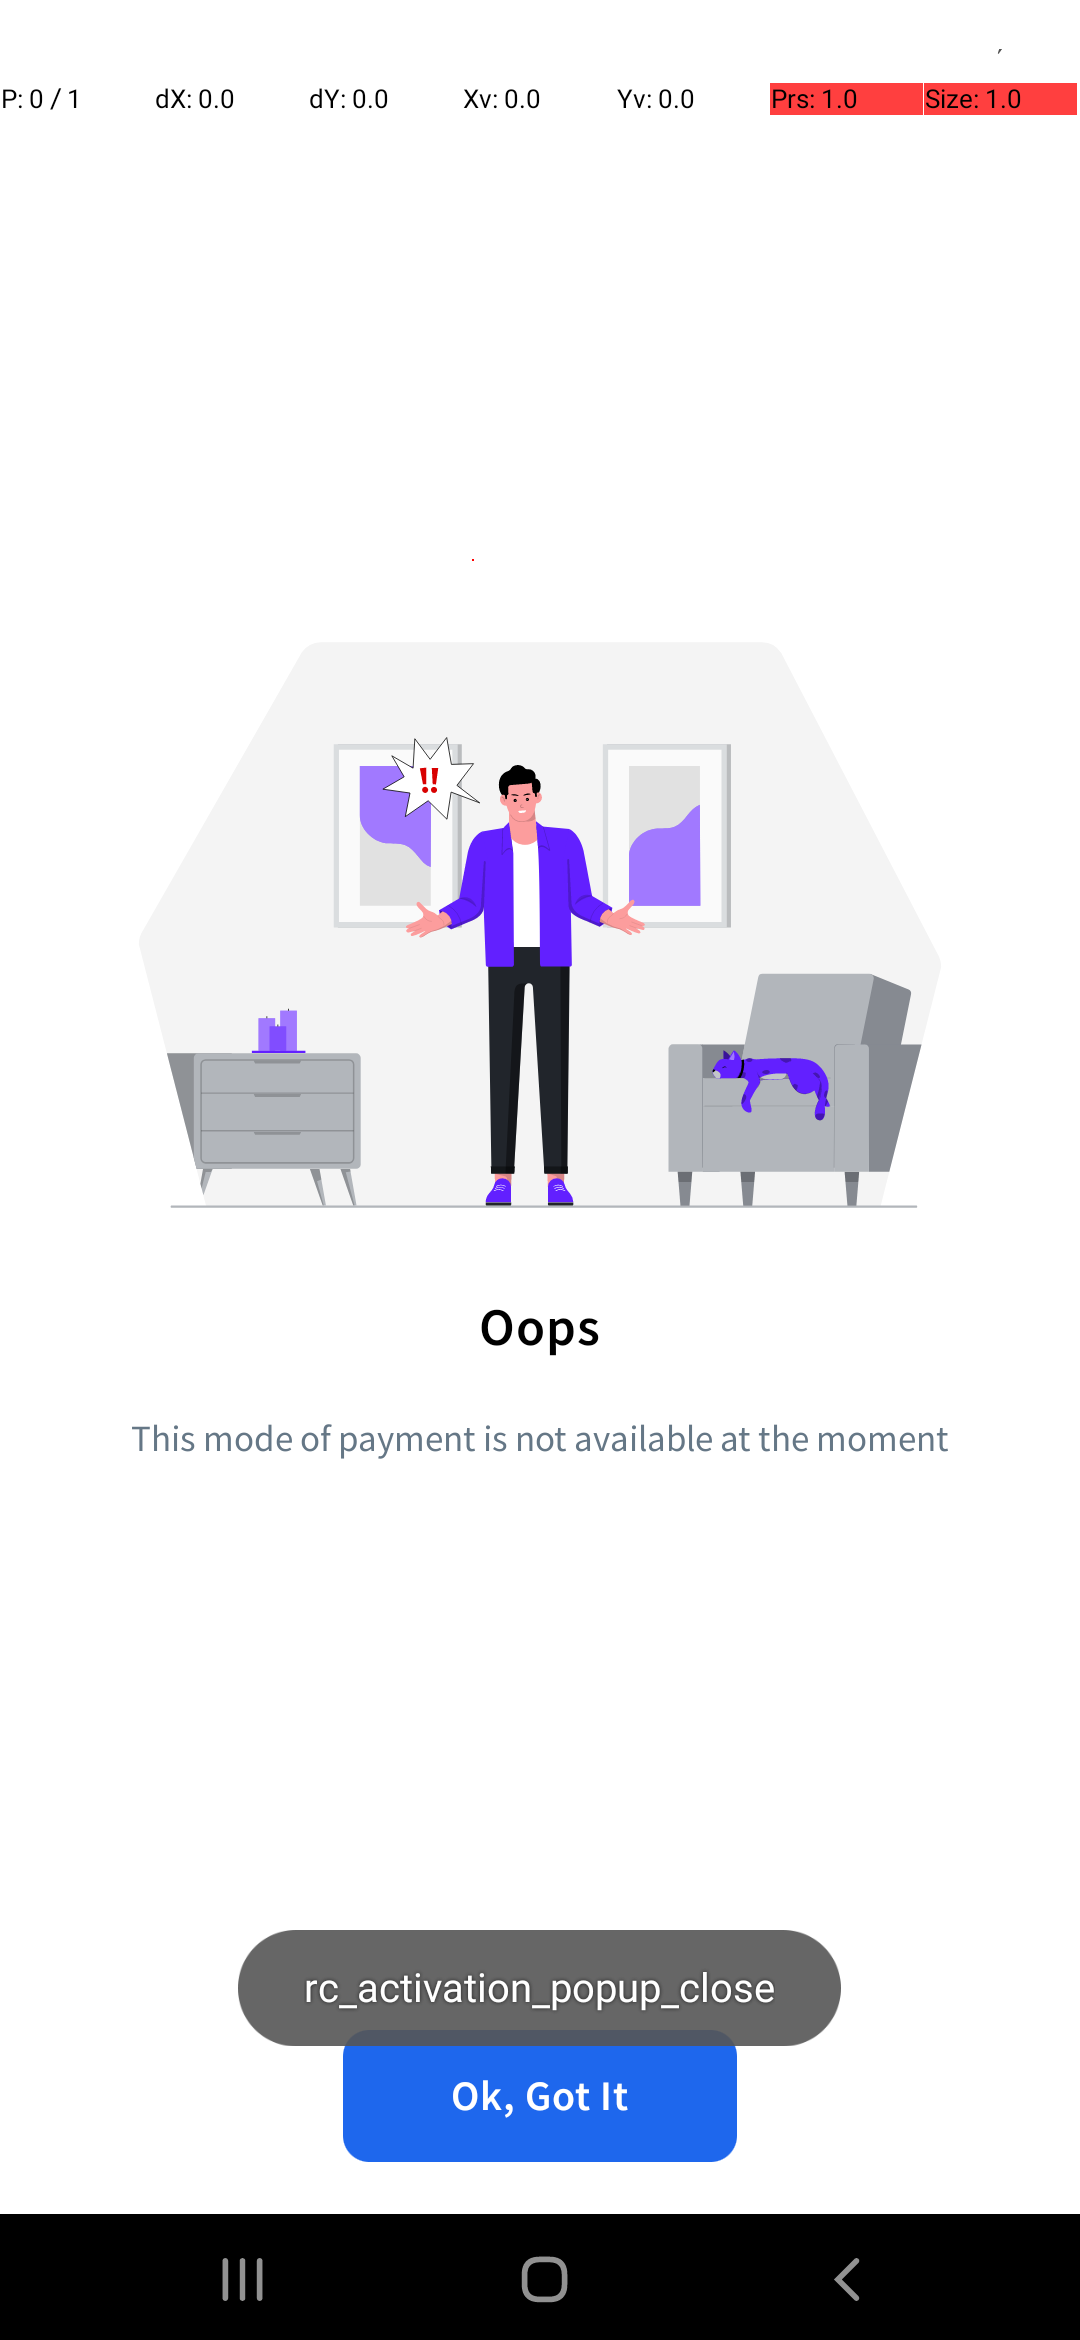 P: 0 / 1 dX: 0.0 dY: 0.0 Xv: 0.0 Yv: 0.0 Prs: 1.0 Size: 1.0
!!
Oops
This mode of payment is not available at the moment
rc_activation_popup_close
Ok, Got It